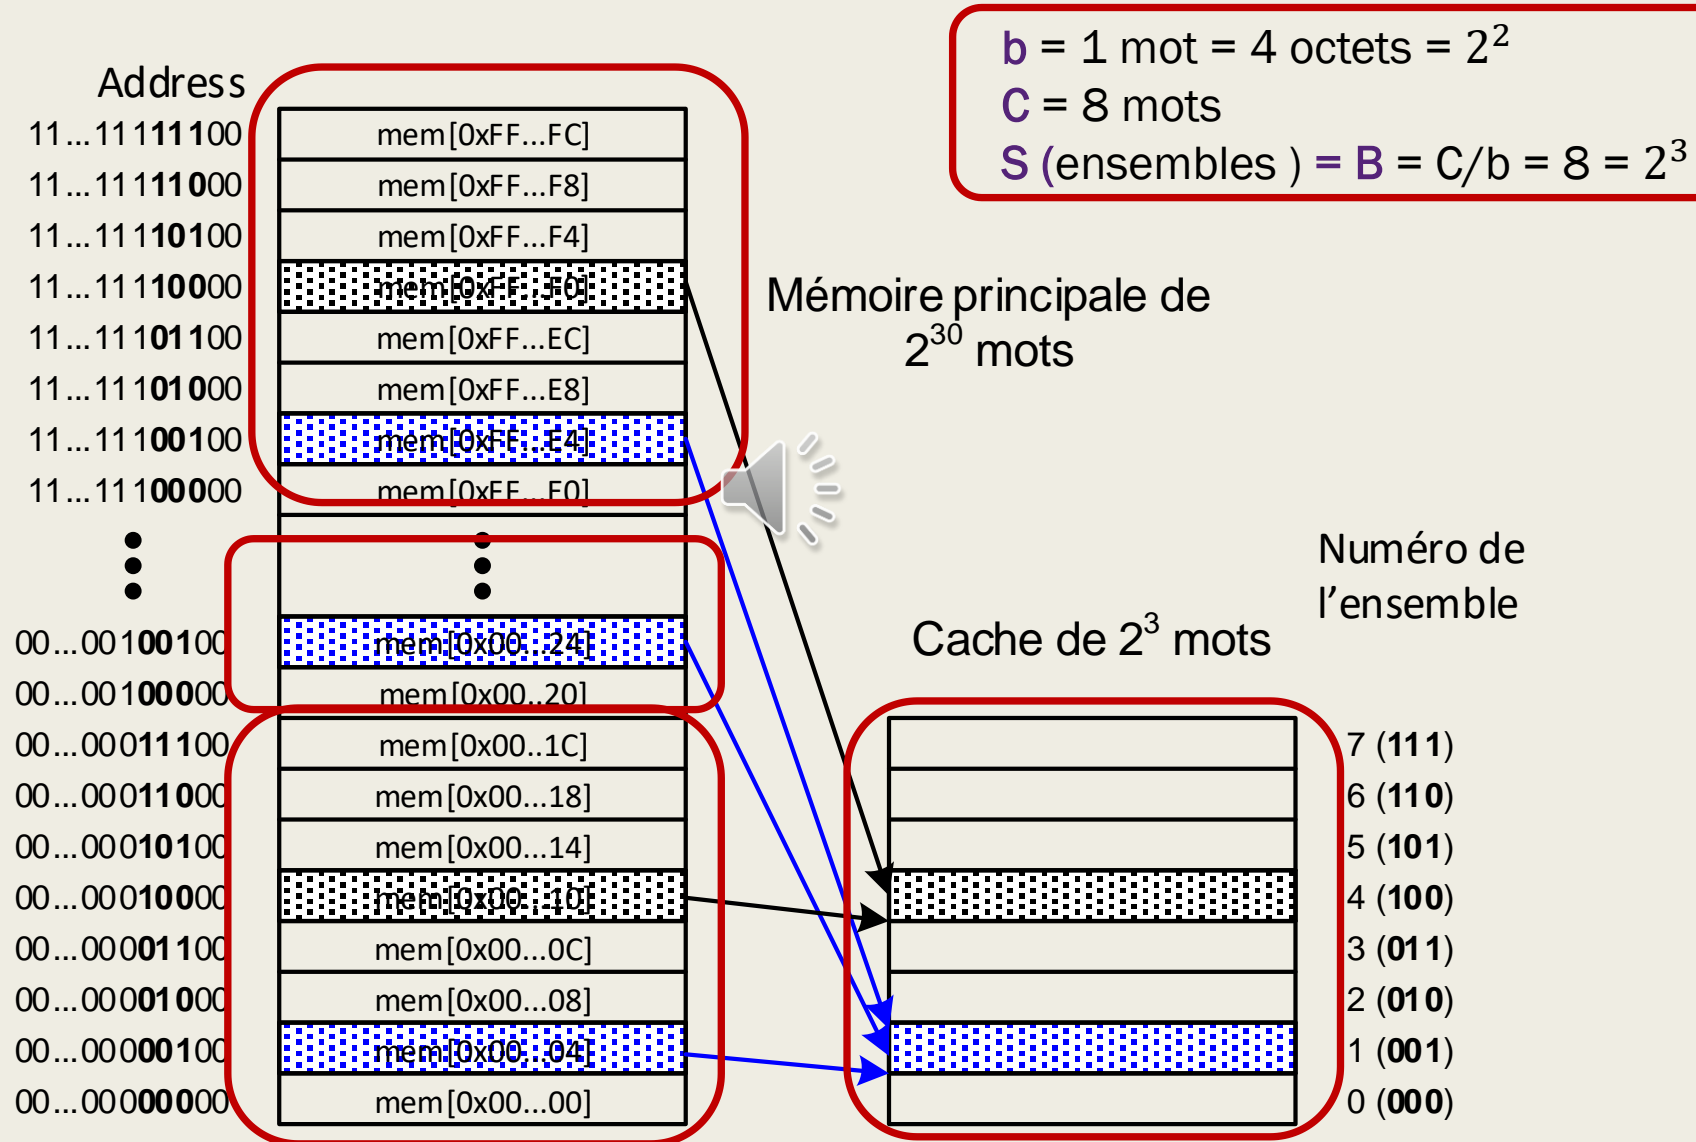 b = 1 mot = 4 octets = 2²
C = 8 mots
S (ensembles ) = B = C/b = 8 = 2³
Address
11...11111100 mem[0xFF...FC]
11...11111000 mem[0xFF...F8]
11...11110100 mem[0xFF...F4]
11...11110000 mem[0xFF...F0]
11...11101100 mem[0xFF...EC]
11...11101000 mem[0xFF...E8]
11...11100100 mem[0xFF...E4]
11...11100000 mem[0xFF...E0]
Mémoire principale de
2³⁰ mots
00...00100100 mem[0x00...24]
00...00100000 mem[0x00..20]
00...00011100 mem[0x00..1C]
00...00011000 mem[0x00...18]
00...00010100 mem[0x00...14]
00...00010000 mem[0x00...10]
00...00001100 mem[0x00...0C]
00...00001000 mem[0x00...08]
00...00000100 mem[0x00...04]
00...00000000 mem[0x00...00]
Cache de 2³ mots
Numéro de
l'ensemble
7 (111)
6 (110)
5 (101)
4 (100)
3 (011)
2 (010)
1 (001)
0 (000)